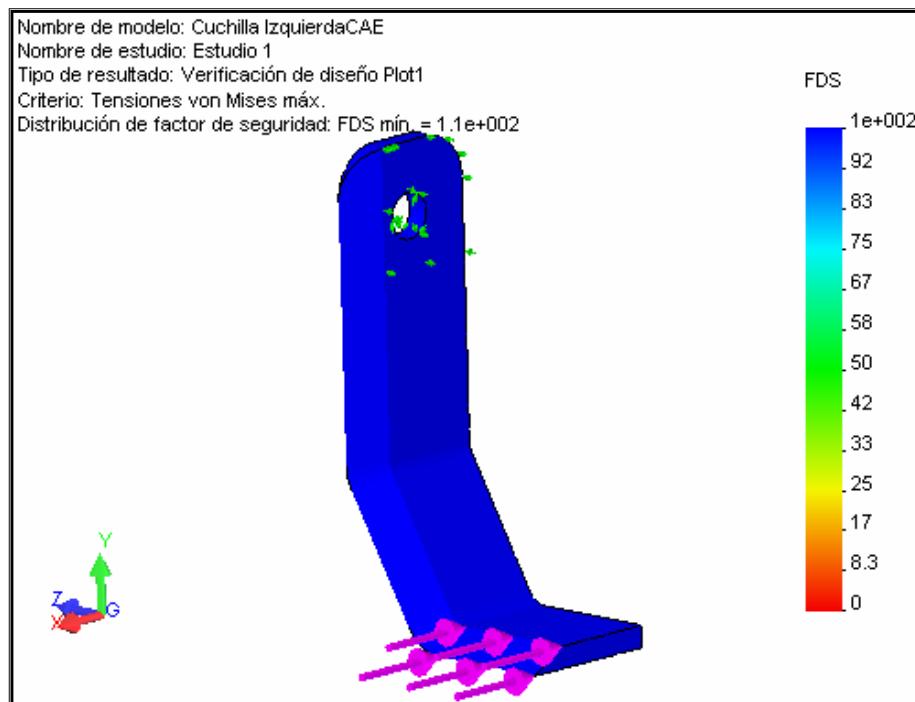 Nombre de modelo: Cuchilla IzquierdaCAE
Nombre de estudio: Estudio 1
Tipo de resultado: Verificación de diseño Plot1
Criterio: Tensiones von Mises máx.
Distribución de factor de seguridad: FDS mín. = 1.1e+002
FDS
1e+002
92
83
75
67
58
50
42
33
25
17
8.3
0
Y
Z
G
X